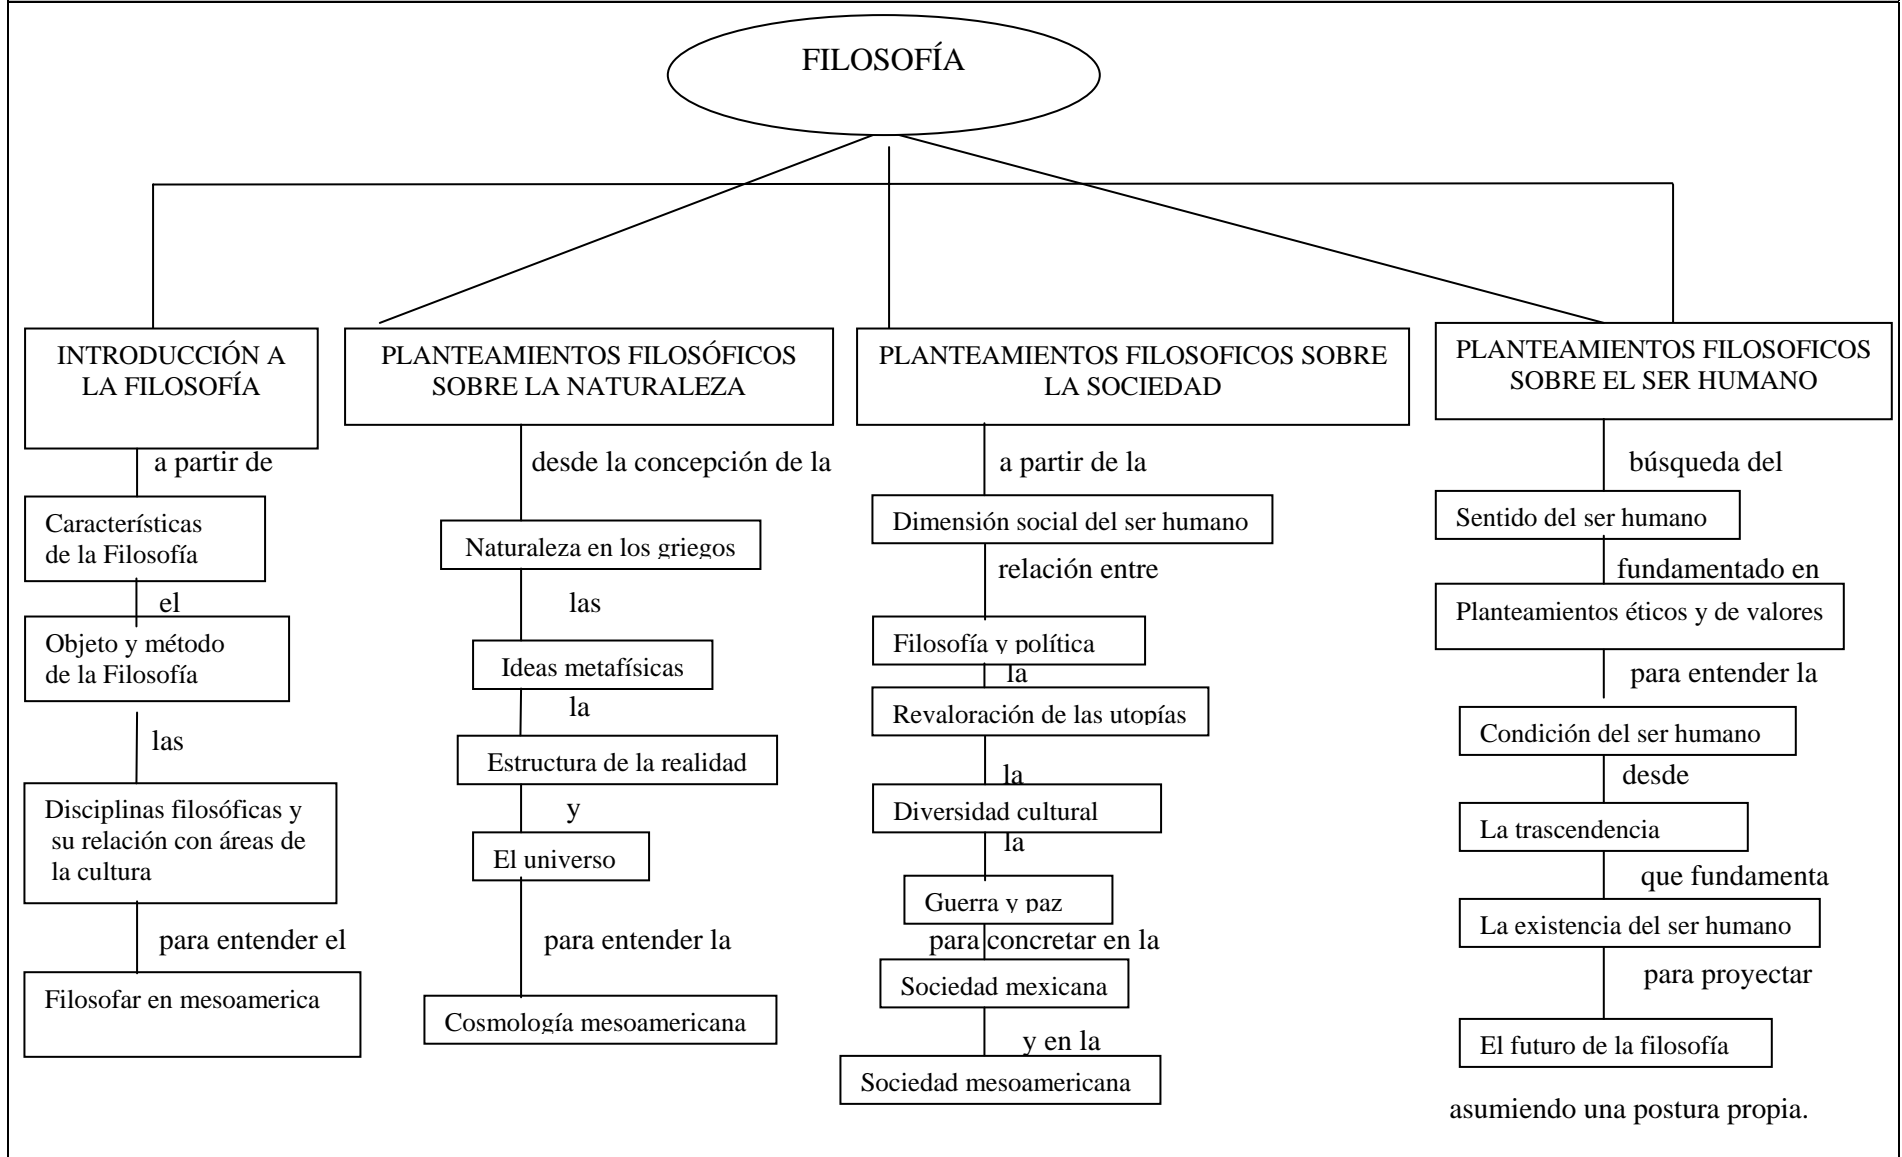 FILOSOFÍA
INTRODUCCIÓN A
LA FILOSOFÍA
a partir de
Características
de la Filosofía
el
Objeto y método
de la Filosofía
las
Disciplinas filosóficas y
su relación con áreas de
la cultura
para entender el
Filosofar en mesoamerica
PLANTEAMIENTOS FILOSÓFICOS
SOBRE LA NATURALEZA
desde la concepción de la
Naturaleza en los griegos
las
Ideas metafísicas
la
Estructura de la realidad
y
El universo
para entender la
Cosmología mesoamericana
PLANTEAMIENTOS FILOSOFICOS SOBRE
LA SOCIEDAD
a partir de la
Dimensión social del ser humano
relación entre
Filosofía y política
la
Revaloración de las utopías
la
Diversidad cultural
la
Guerra y paz
para concretar en la
Sociedad mexicana
y en la
Sociedad mesoamericana
PLANTEAMIENTOS FILOSOFICOS
SOBRE EL SER HUMANO
búsqueda del
Sentido del ser humano
fundamentado en
Planteamientos éticos y de valores
para entender la
Condición del ser humano
desde
La trascendencia
que fundamenta
La existencia del ser humano
para proyectar
El futuro de la filosofía
asumiendo una postura propia.